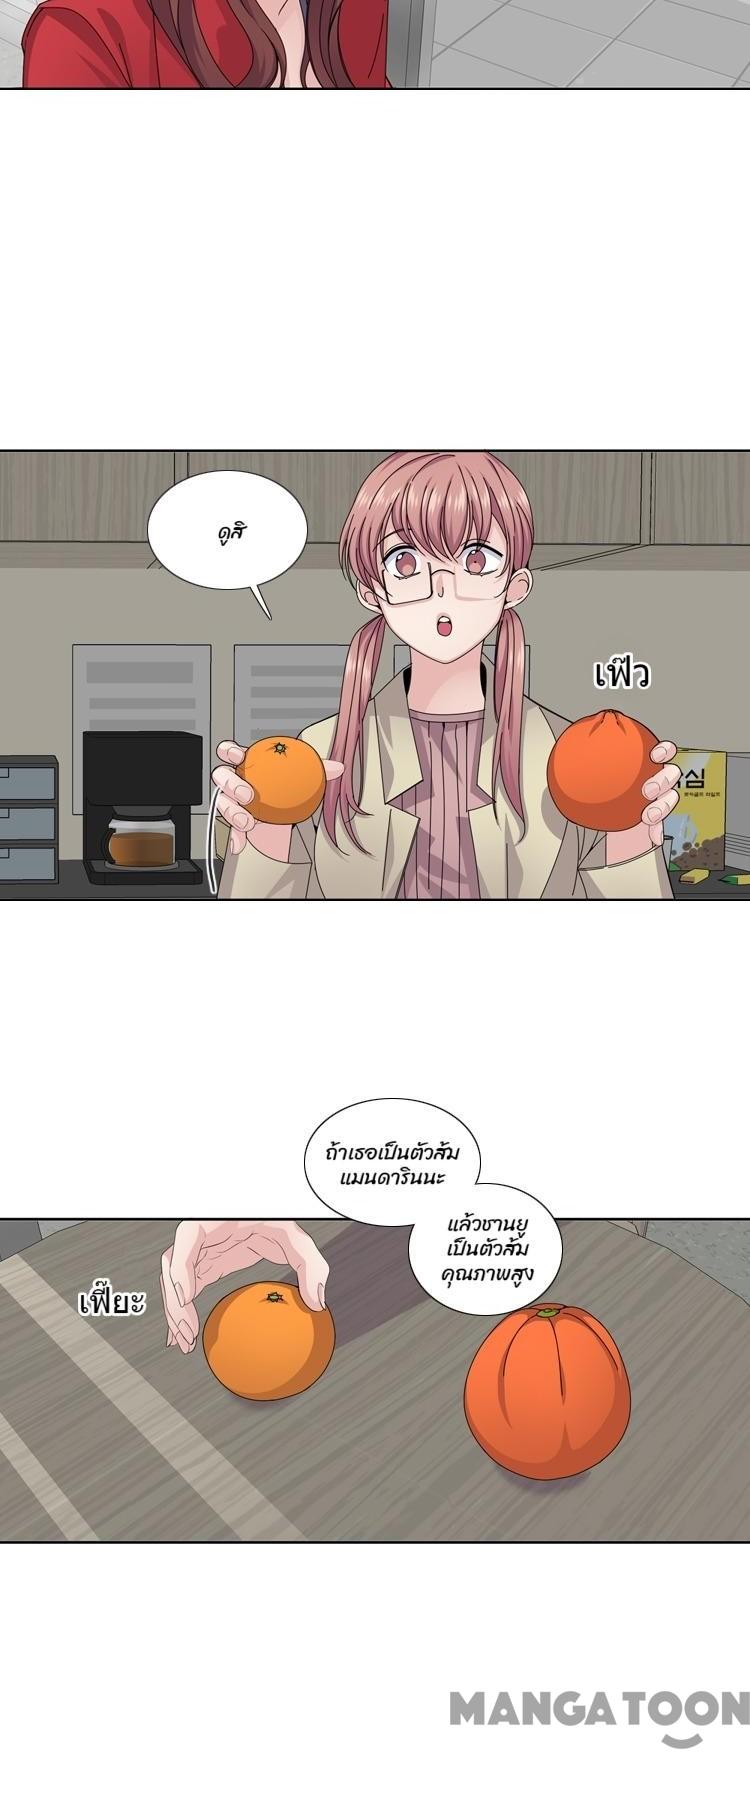 ดูสิ
เฟี้ยว
심
ถ้าเธอเป็นตัวส้ม
แมนดารินนะ
แล้วชานยู
เป็นตัวส้ม
คุณภาพสูง
เฟี๊ยะ
MANGATOON